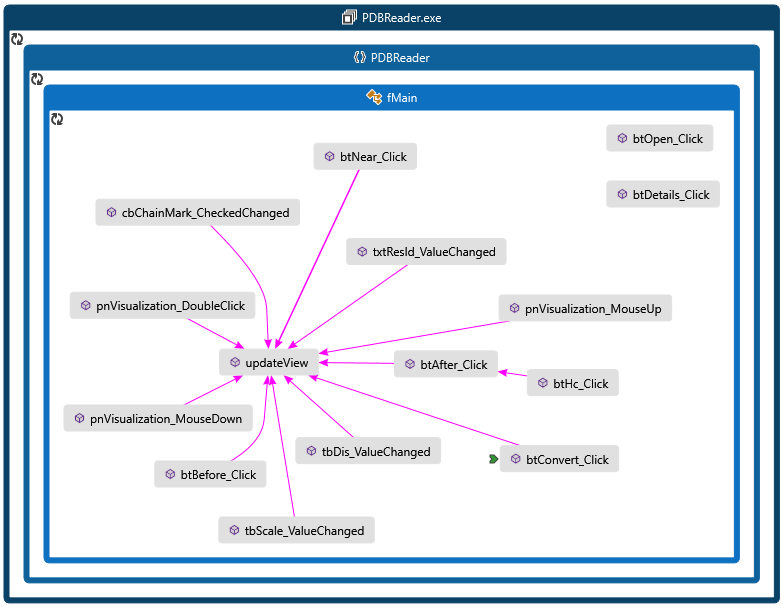 PDBReader.exe
PDBReader
fMain
btOpen_Click
btNear_Click
btDetails_Click
cbChainMark_CheckedChanged
txtResId_ValueChanged
pnVisualization_DoubleClick
pnVisualization_MouseUp
updateView
btAfter_Click
btHc_Click
pnVisualization_MouseDown
tbDis_ValueChanged
btConvert_Click
btBefore_Click
tbScale_ValueChanged